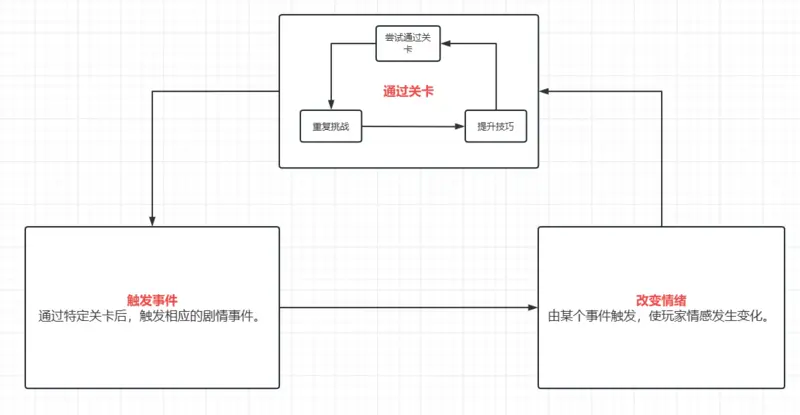 尝试通过关
卡
通过关卡
重复挑战
提升技巧
触发事件
通过特定关卡后，触发相应的剧情事件。
改变情绪
由某个事件触发，使玩家情感发生变化。